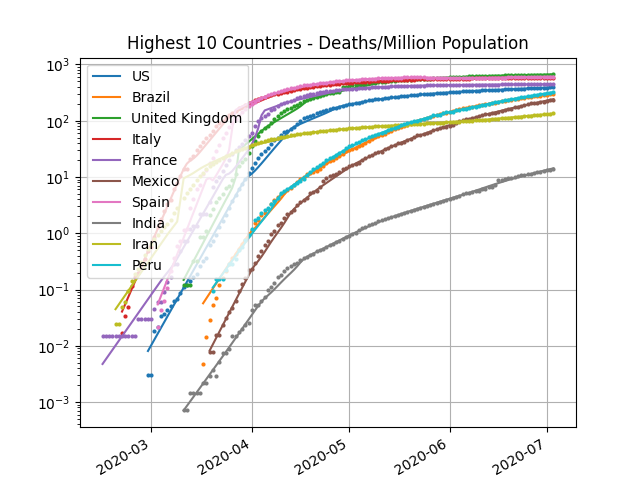 Highest 10 Countries - Deaths/Million Population
10³
10²
10¹
10⁰
10⁻¹
10⁻²
10⁻³
US
Brazil
United Kingdom
Italy
France
Mexico
Spain
India
Iran
Peru
2020-03
2020-04
2020-05
2020-06
2020-07